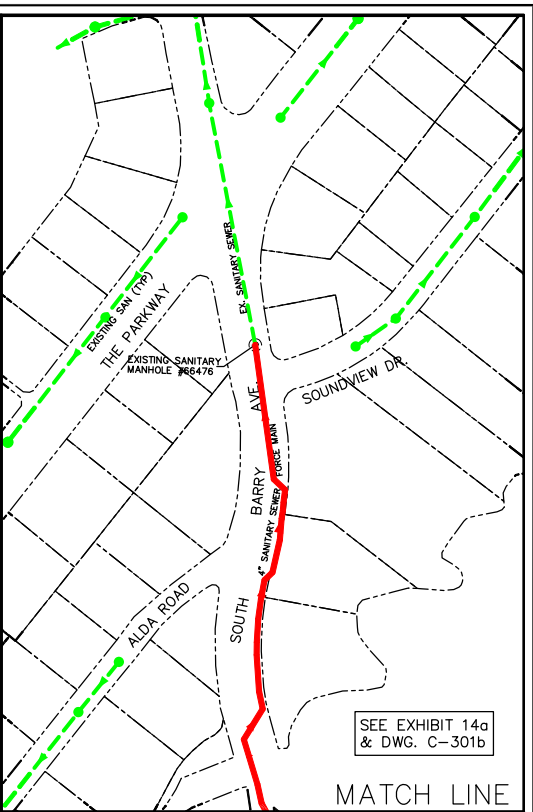 EX. SANITARY SEWER
EXISTING SAN (TYP)
THE PARKWAY
EXISTING SANITARY
MANHOLE #66476
SOUNDVIEW DR.
SOUTH BARRY AVE.
4" SANITARY SEWER FORCE MAIN
ALDA ROAD
SEE EXHIBIT 14a
& DWG. C-301b
MATCH LINE